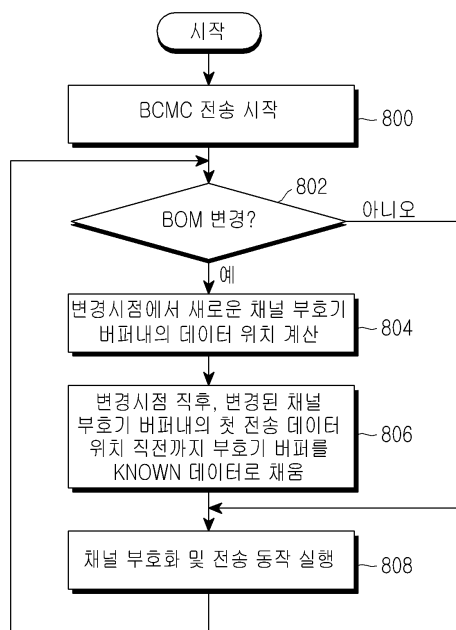 시작
BCMC 전송 시작
800
802
BOM 변경?
아니오
예
변경시점에서 새로운 채널 부호기
버퍼내의 데이터 위치 계산
804
변경시점 직후, 변경된 채널
부호기 버퍼내의 첫 전송 데이터
위치 직전까지 부호기 버퍼를
KNOWN 데이터로 채움
806
채널 부호화 및 전송 동작 실행
808